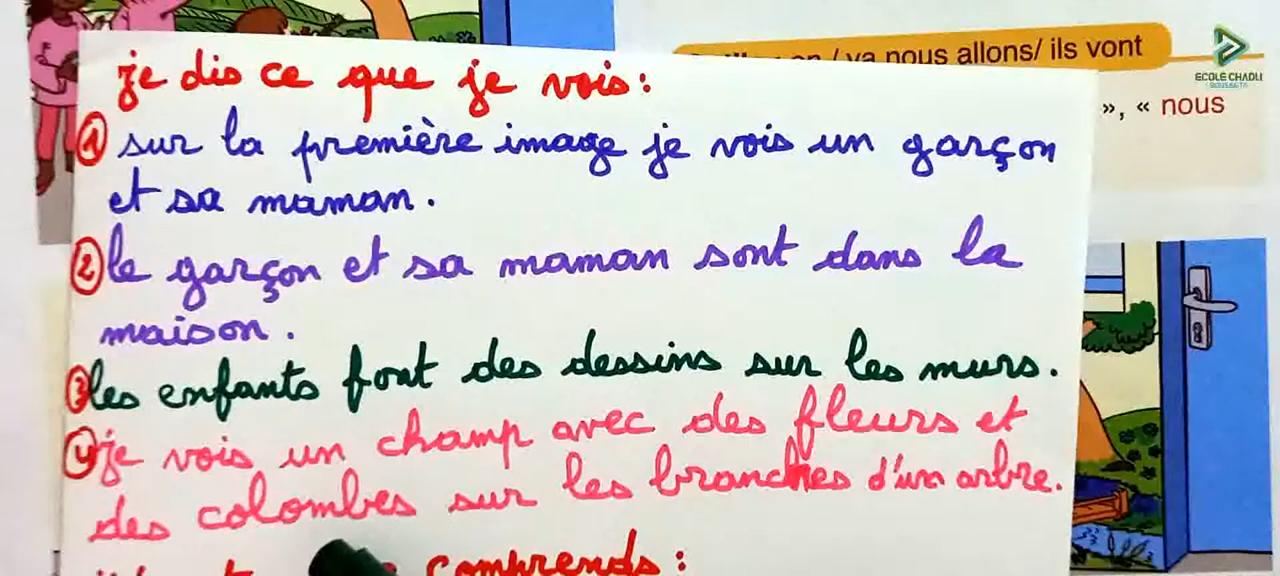 / va nous allons/ ils vont
ECOLE CHADLI
», « nous
je dis ce que je vois :
1 sur la première image je vois un garçon
et sa maman.
2 le garçon et sa maman sont dans la
maison.
3 les enfants font des dessins sur les murs.
4 je vois un champ avec des fleurs et
des colombes sur les branches d'un arbre.
comprends :